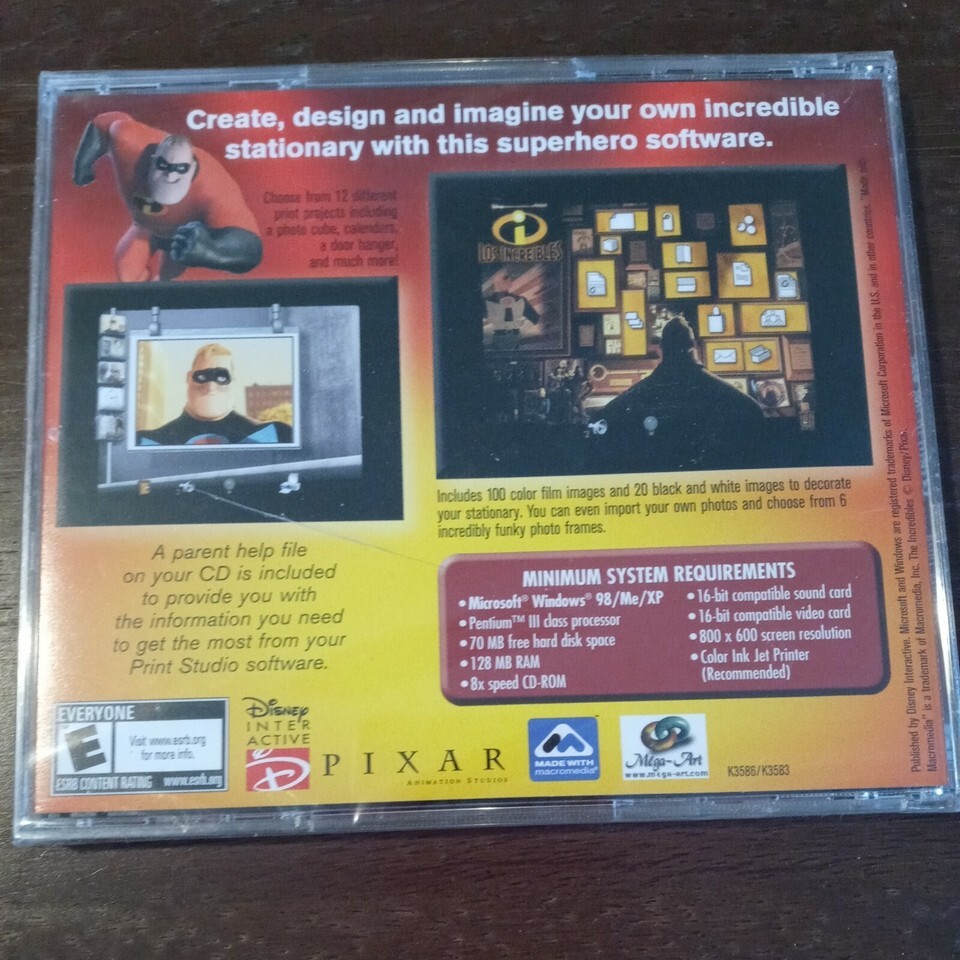 Create, design and imagine your own incredible
stationary with this superhero software.
Choose from 12 different
print projects including
a photo cube, calenders,
a door hanger,
and much more!
LOS INCREÍBLES
Includes 100 color film images and 20 black and white images to decorate
your stationary. You can even import your own photos and choose from 6
incredibly funky photo frames.
A parent help file
on your CD is included
to provide you with
the information you need
to get the most from your
Print Studio software.
MINIMUM SYSTEM REQUIREMENTS
• Microsoft® Windows® 98/Me/XP
• Pentium™ III class processor
• 70 MB free hard disk space
• 128 MB RAM
• 8x speed CD-ROM
• 16-bit compatible sound card
• 16-bit compatible video card
• 800 x 600 screen resolution
• Color Ink Jet Printer
(Recommended)
EVERYONE
E
Visit www.esrb.org
for more info.
ESRB CONTENT RATING www.esrb.org
Disney
INTER
ACTIVE
D
PIXAR
ANIMATION STUDIOS
MADE WITH
macromedia®
Mega-Art
www.mega-art.com
K3586/K3583
Published by Disney Interactive. Microsoft and Windows are registered trademarks of Microsoft Corporation in the U.S. and in other countries. "Made with
Macromedia" is a trademark of Macromedia, Inc. The Incredibles © Disney/Pixar.